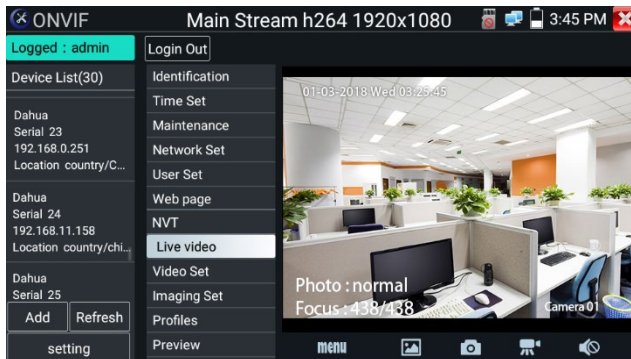 ONVIF
Main Stream h264 1920x1080
3:45 PM
Logged : admin
Login Out
Device List(30)
Dahua
Serial 23
192.168.0.251
Location country/C...
Dahua
Serial 24
192.168.11.158
Location country/chi...
Dahua
Serial 25
Add
Refresh
setting
Identification
Time Set
Maintenance
Network Set
User Set
Web page
NVT
Live video
Video Set
Imaging Set
Profiles
Preview
01-03-2018 Wed 03:25:45
Photo : normal
Focus : 438/438
Camera 01
menu